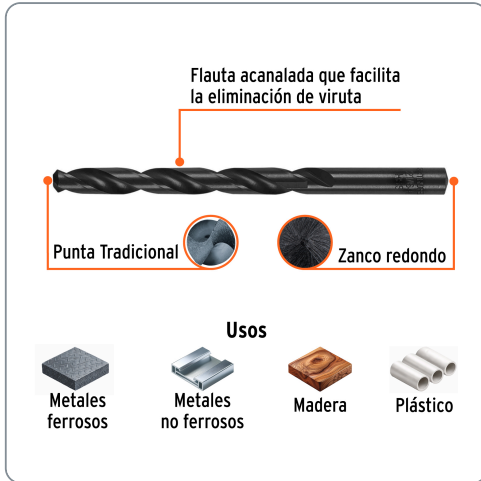 Flauta acanalada que facilita
la eliminación de viruta
Punta Tradicional
Zanco redondo
Usos
Metales
ferrosos
Metales
no ferrosos
Madera
Plástico